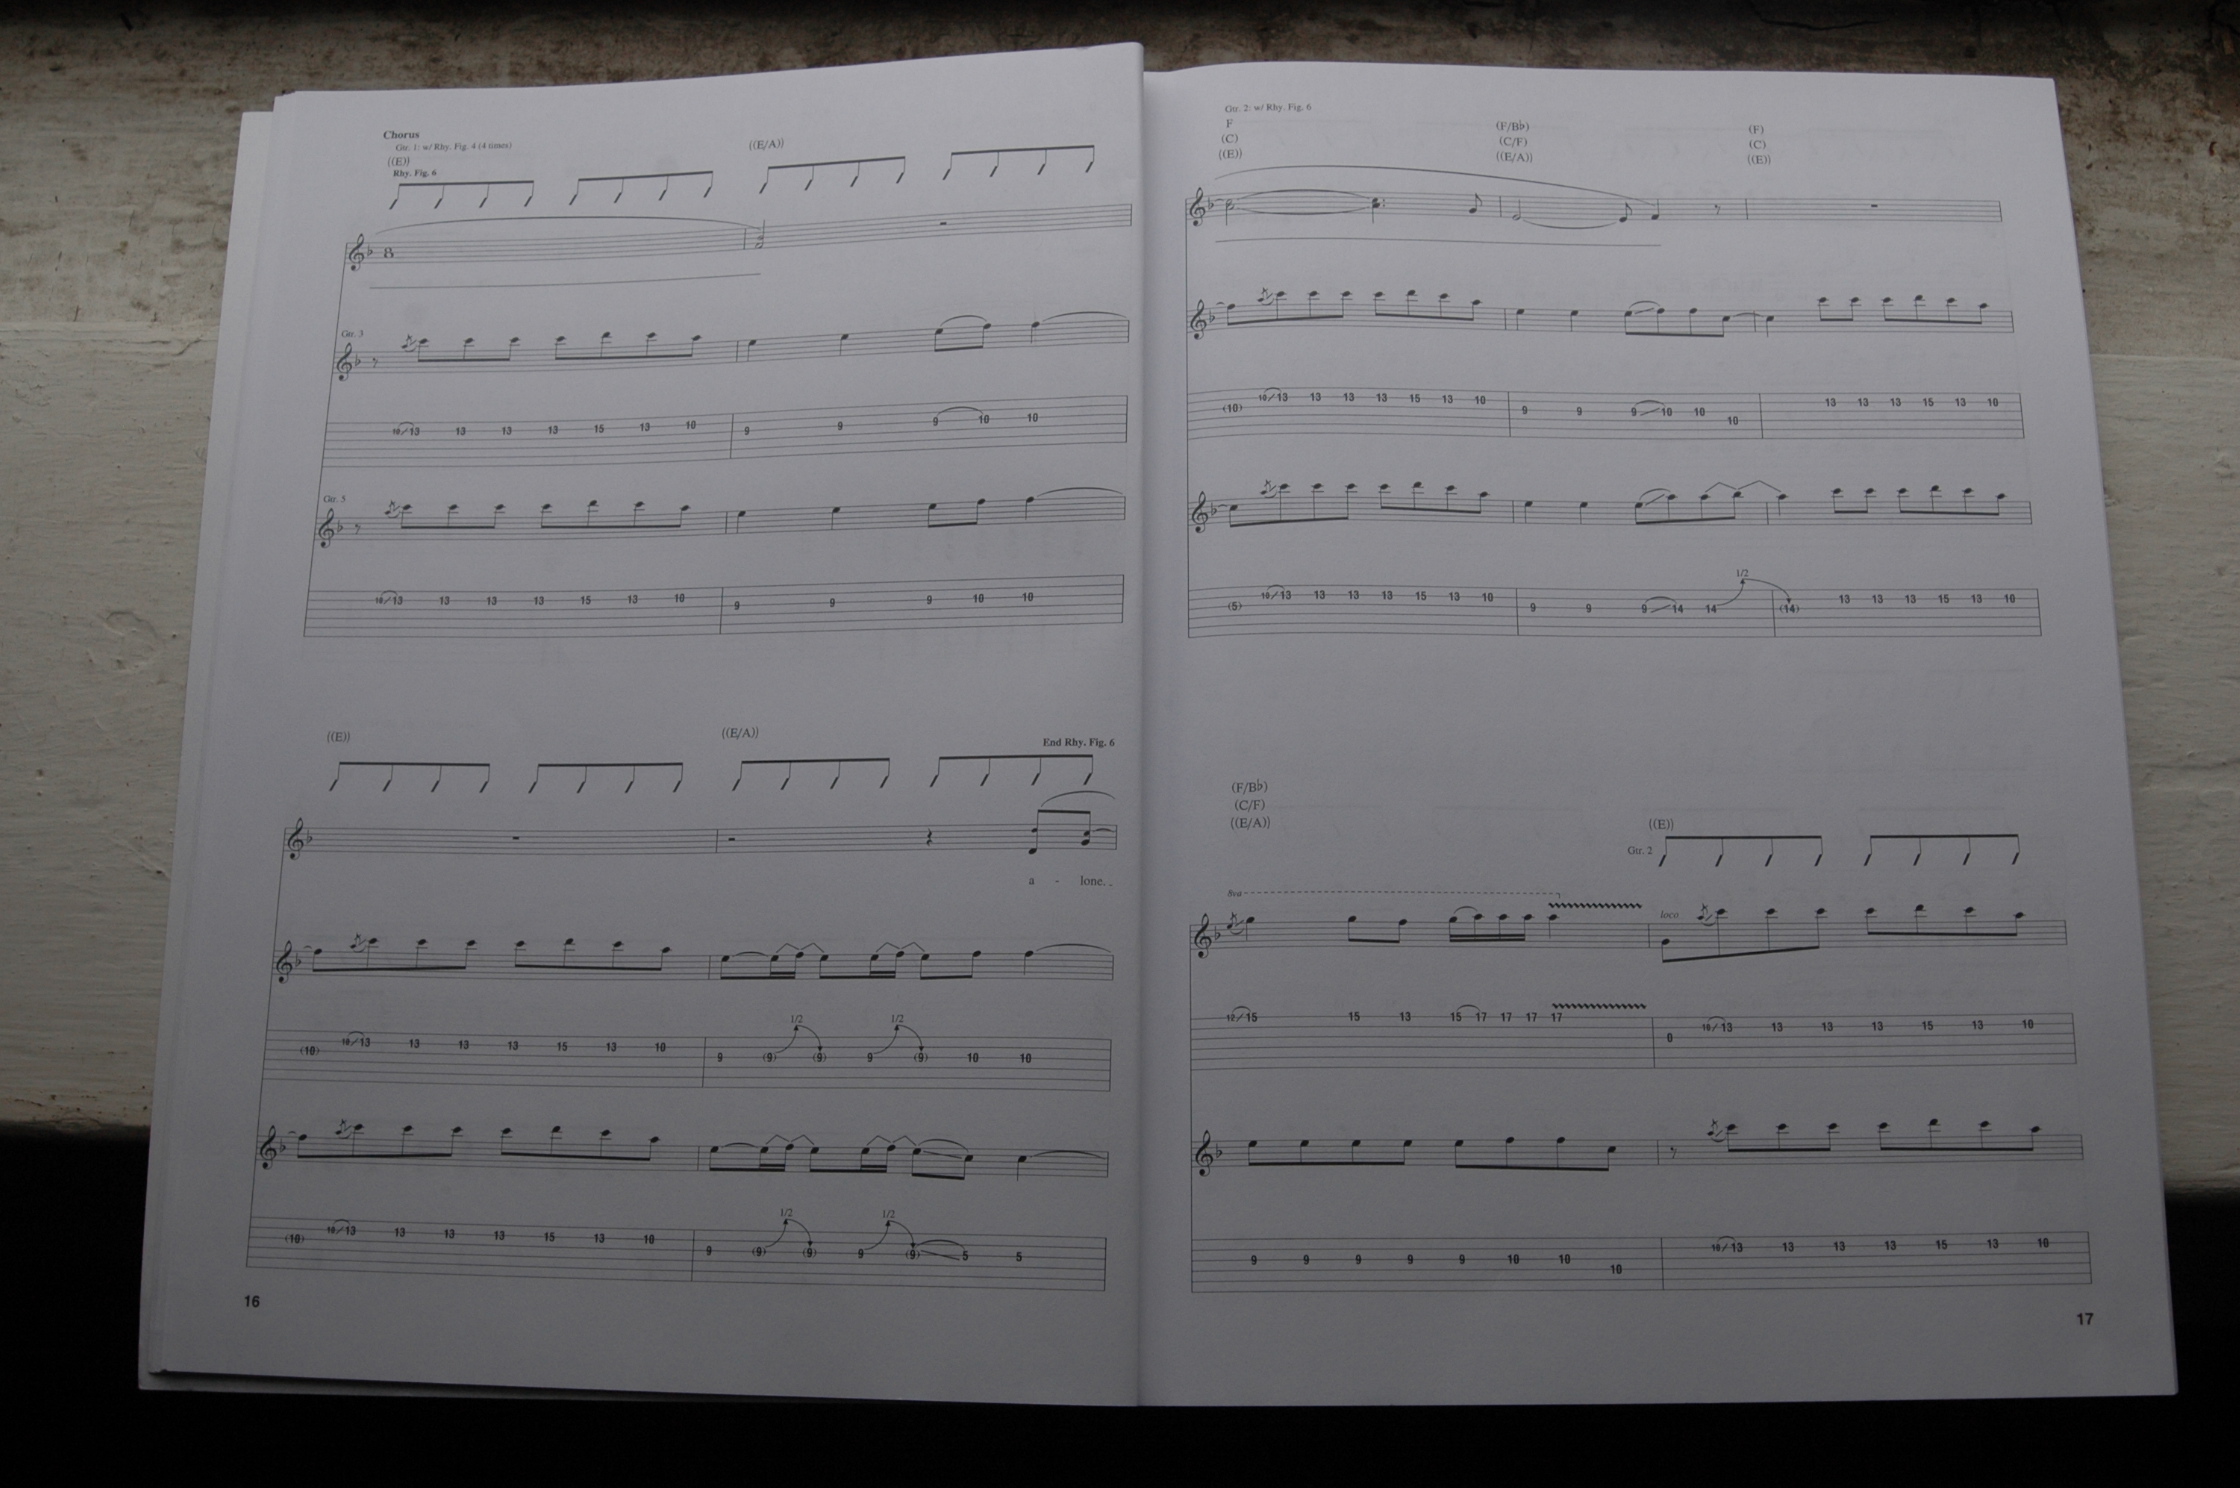 Chorus
Gtr. 1: w/ Rhy. Fig. 4 (4 times)
((E)) ((E/A))
Rhy. Fig. 6
8
Gtr. 3
10 13 13 13 13 15 13 10 9 9 9 10 10
Gtr. 5
10 13 13 13 13 15 13 10 9 9 9 10 10
((E)) ((E/A))
End Rhy. Fig. 6
a - lone.
(10) 10 13 13 13 13 15 13 10 9 (9) 1/2 (9) 9 1/2 (9) 10 10
(10) 10 13 13 13 13 15 13 10 9 (9) 1/2 (9) 9 1/2 (9) 5 5
16
Gtr. 2: w/ Rhy. Fig. 6
F (F/B♭) (F)
(C) (C/F) (C)
((E)) ((E/A)) ((E))
(10) 10 13 13 13 13 15 13 10 9 9 9 10 10 10 13 13 13 15 13 10
(5) 10 13 13 13 13 15 13 10 9 9 9 14 14 1/2 (14) 13 13 13 15 13 10
(F/B♭)
(C/F)
((E/A)) ((E))
Gtr. 2
8va
loco
12 15 15 13 15 17 17 17 17 0 10 13 13 13 13 15 13 10
9 9 9 9 9 10 10 10 10 13 13 13 13 15 13 10
17